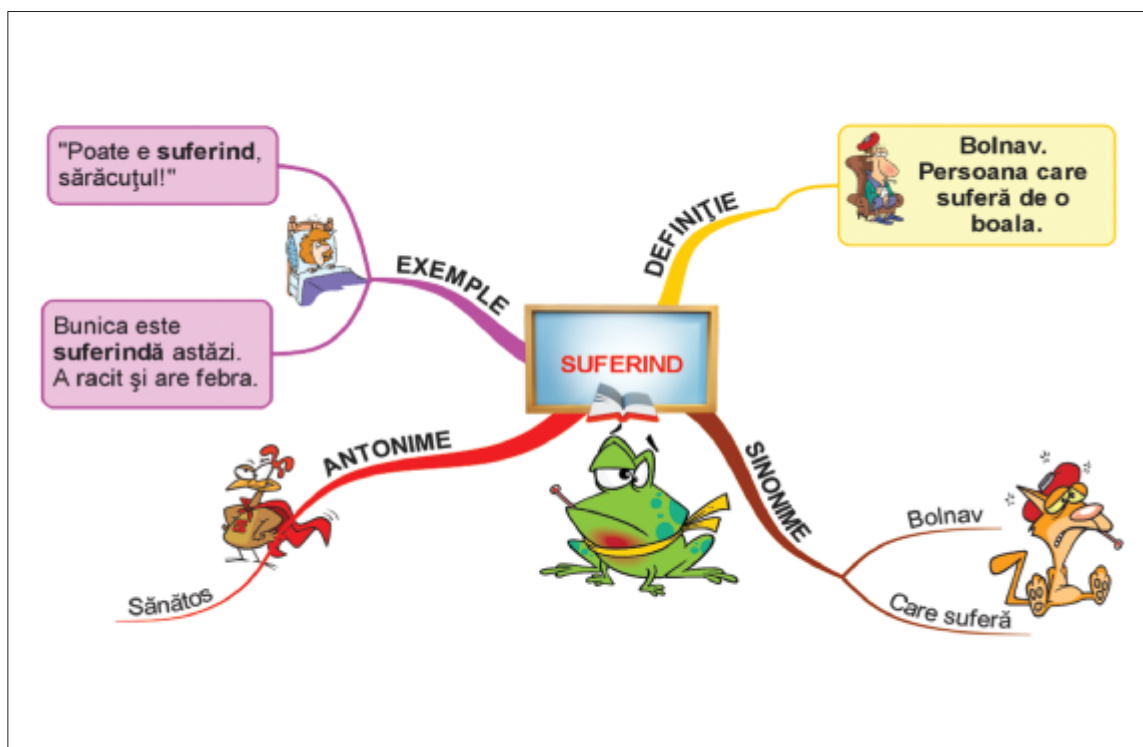 "Poate e suferind,
sărăcuţul!"
Bunica este
suferindă astăzi.
A racit şi are febra.
EXEMPLE
DEFINIŢIE
Bolnav.
Persoana care
suferă de o
boala.
SUFERIND
ANTONIME
Sănătos
SINONIME
Bolnav
Care suferă